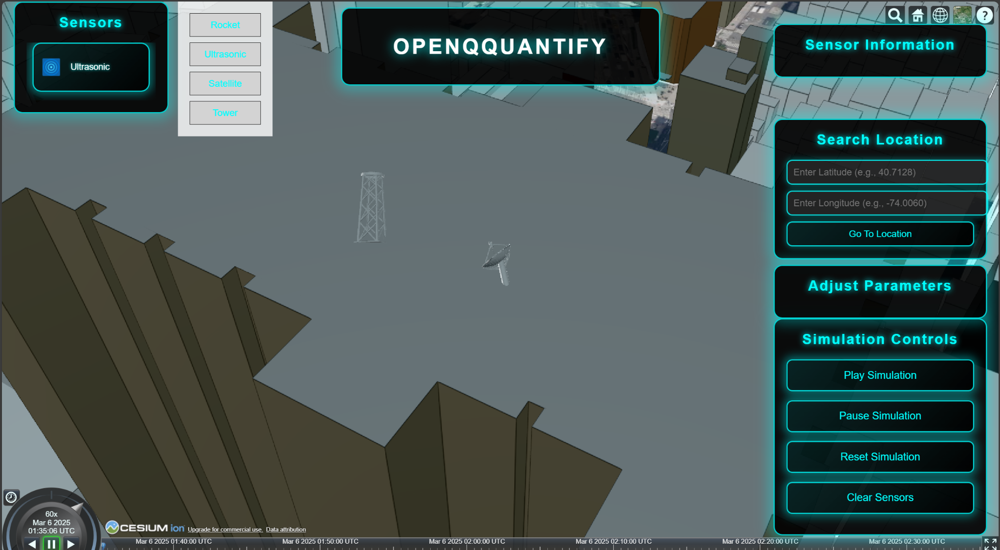 Sensors
Ultrasonic
Rocket
Ultrasonic
Satellite
Tower
OPENQQUANTIFY
?
Sensor Information
Search Location
Enter Latitude (e.g., 40.7128)
Enter Longitude (e.g., -74.0060)
Go To Location
Adjust Parameters
Simulation Controls
Play Simulation
Pause Simulation
Reset Simulation
Clear Sensors
60x
Mar 6 2025
01:35:06 UTC
CESIUM ion
Upgrade for commercial use. Data attribution
Mar 6 2025 01:40:00 UTC
Mar 6 2025 01:50:00 UTC
Mar 6 2025 02:00:00 UTC
Mar 6 2025 02:10:00 UTC
Mar 6 2025 02:20:00 UTC
Mar 6 2025 02:30:00 UTC